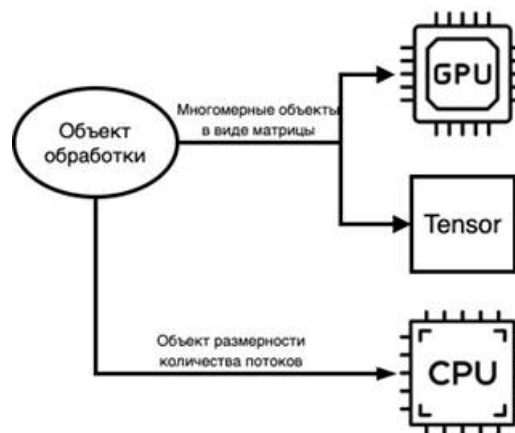 GPU
Многомерные объекты
в виде матрицы
Объект
обработки
Tensor
Объект размерности
количества потоков
CPU